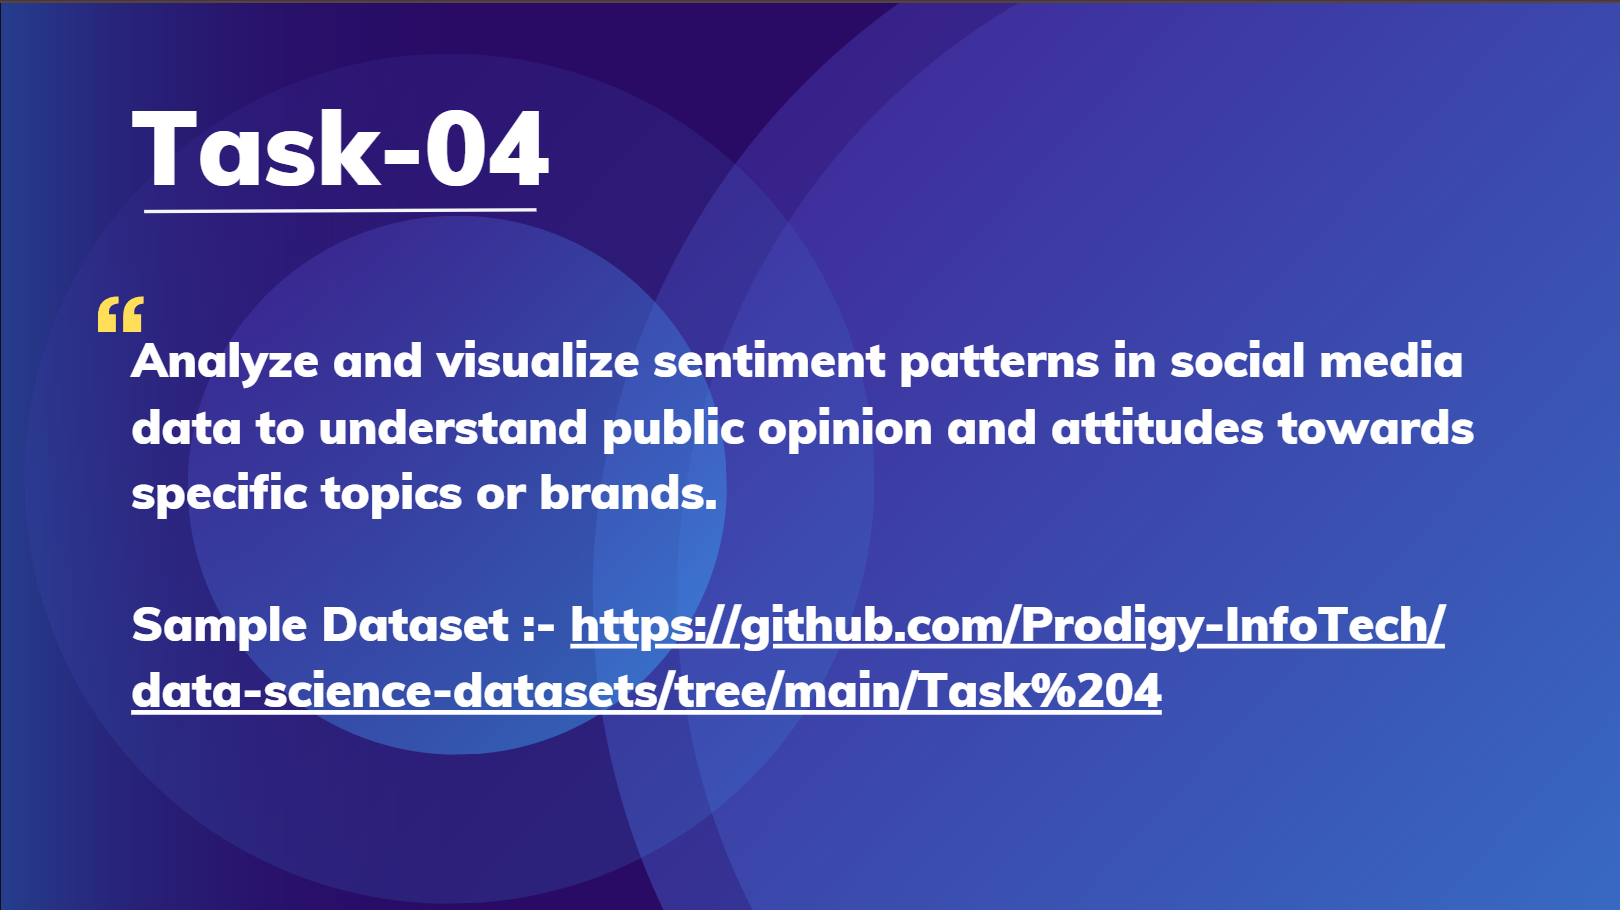 Task-04
“
Analyze and visualize sentiment patterns in social media
data to understand public opinion and attitudes towards
specific topics or brands.
Sample Dataset :- https://github.com/Prodigy-InfoTech/
data-science-datasets/tree/main/Task%204